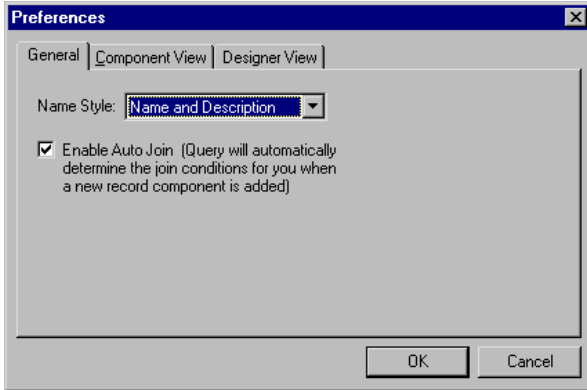 Preferences
General Component View Designer View
Name Style: Name and Description
Enable Auto Join (Query will automatically
determine the join conditions for you when
a new record component is added)
OK Cancel